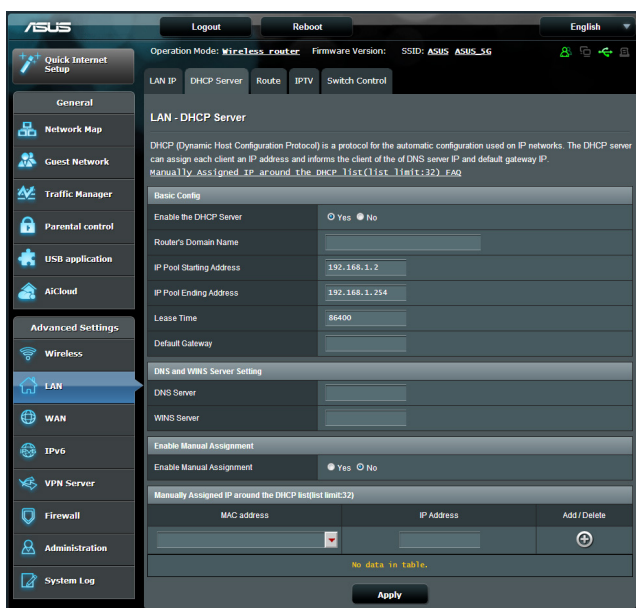 ASUS
Logout
Reboot
English
Quick Internet
Setup
Operation Mode: Wireless router Firmware Version: SSID: ASUS ASUS_5G
LAN IP
DHCP Server
Route
IPTV
Switch Control
General
Network Map
Guest Network
Traffic Manager
Parental control
USB application
AiCloud
Advanced Settings
Wireless
LAN
WAN
IPv6
VPN Server
Firewall
Administration
System Log
LAN - DHCP Server
DHCP (Dynamic Host Configuration Protocol) is a protocol for the automatic configuration used on IP networks. The DHCP server
can assign each client an IP address and informs the client of the of DNS server IP and default gateway IP.
Manually Assigned IP around the DHCP list(list limit:32) FAQ
Basic Config
Enable the DHCP Server
Yes No
Router's Domain Name
IP Pool Starting Address
192.168.1.2
IP Pool Ending Address
192.168.1.254
Lease Time
86400
Default Gateway
DNS and WINS Server Setting
DNS Server
WINS Server
Enable Manual Assignment
Enable Manual Assignment
Yes No
Manually Assigned IP around the DHCP list(list limit:32)
MAC address
IP Address
Add / Delete
No data in table.
Apply